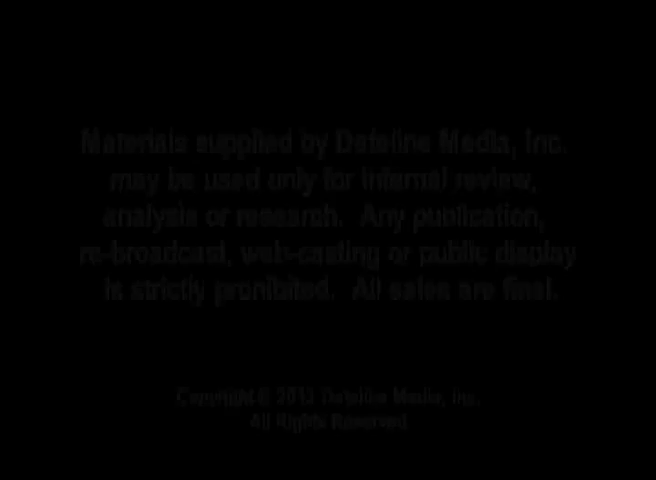 Materials supplied by Dateline Media, Inc.
may be used only for internal review,
analysis or research. Any publication,
re-broadcast, web-casting or public display
is strictly prohibited. All sales are final.
Copyright © 2013 Dateline Media, Inc.
All Rights Reserved